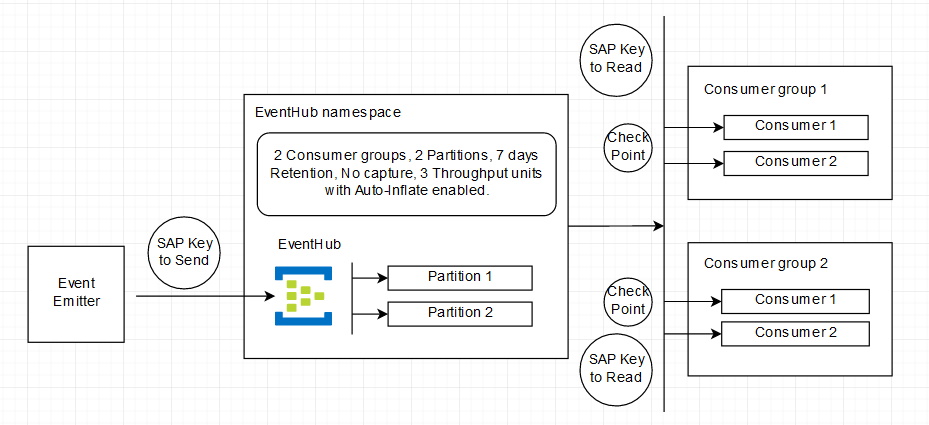 Event
Emitter
SAP Key
to Send
EventHub namespace
2 Consumer groups, 2 Partitions, 7 days
Retention, No capture, 3 Throughput units
with Auto-Inflate enabled.
EventHub
Partition 1
Partition 2
SAP Key
to Read
Check
Point
Consumer group 1
Consumer 1
Consumer 2
Check
Point
SAP Key
to Read
Consumer group 2
Consumer 1
Consumer 2